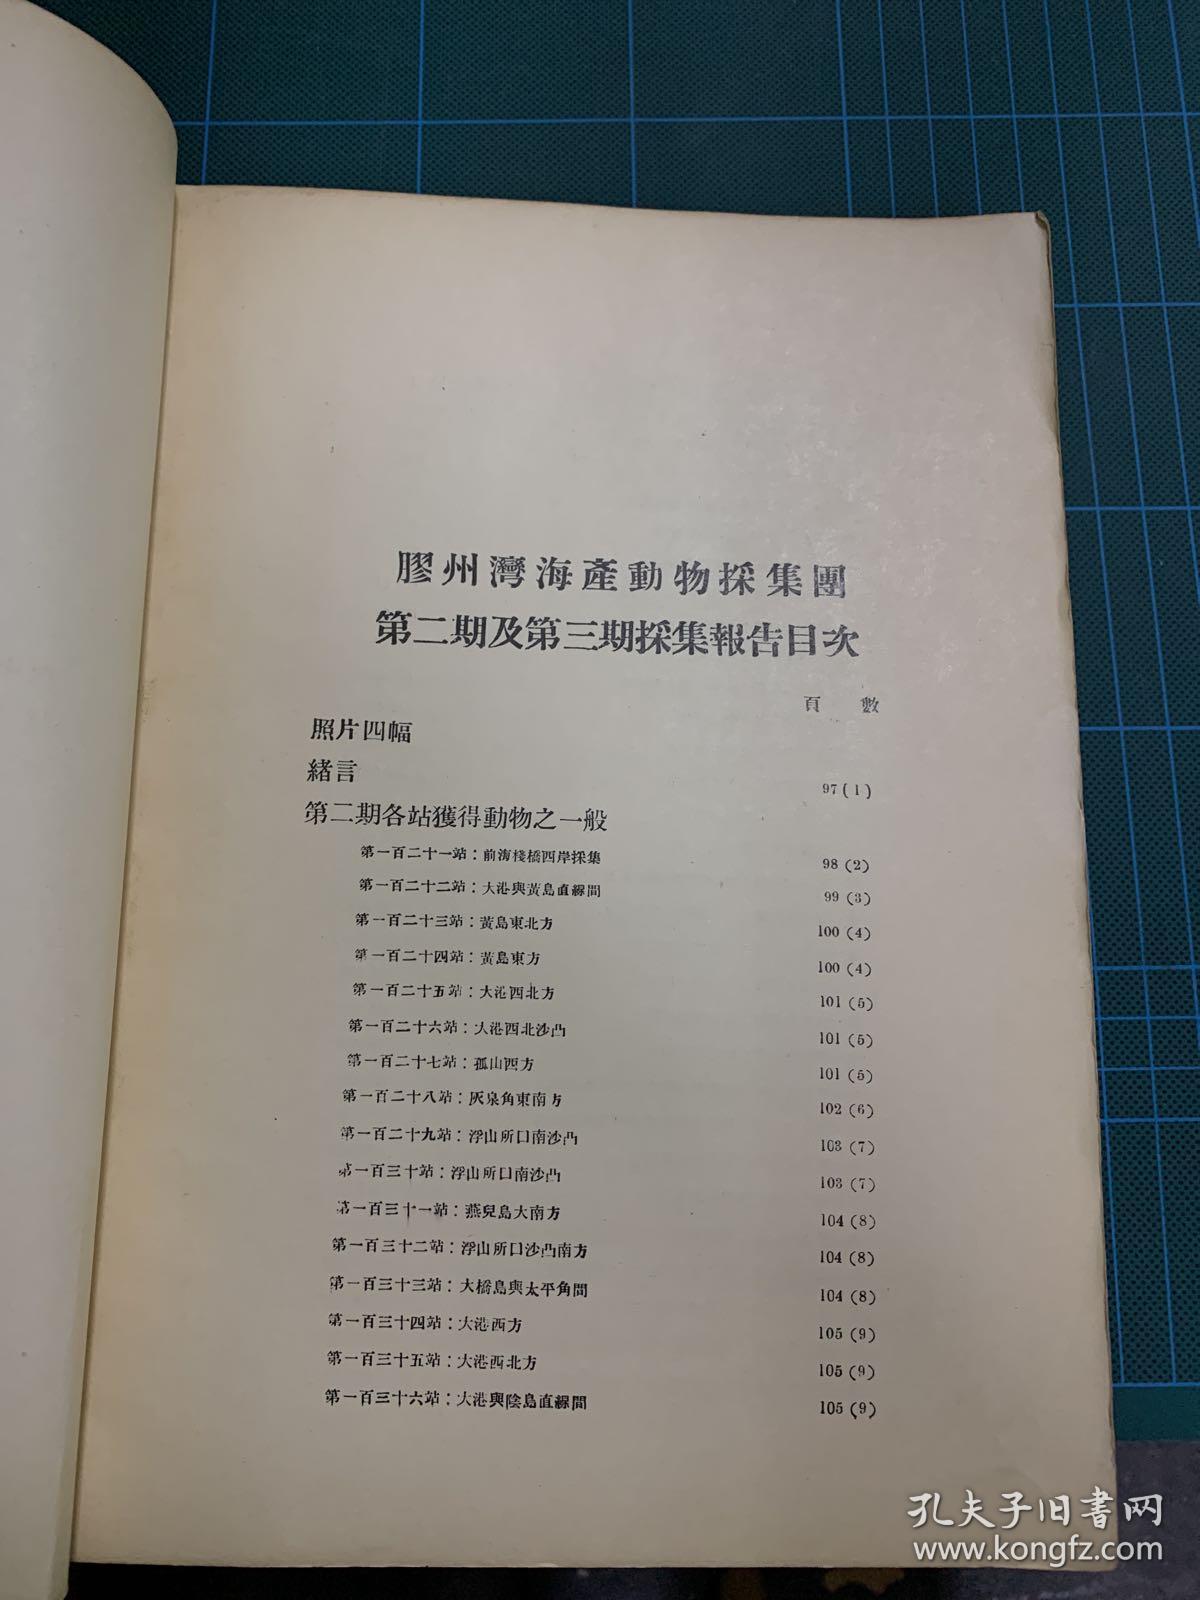 膠州灣海產動物採集團
第二期及第三期採集報告目次
頁 數
照片四幅
緒言 97(1)
第二期各站獲得動物之一般
第一百二十一站：前海棧橋西岸採集 98(2)
第一百二十二站：大港與黃島直線間 99(3)
第一百二十三站：黃島東北方 100(4)
第一百二十四站：黃島東方 100(4)
第一百二十五站：大港西北方 101(5)
第一百二十六站：大港西北沙凸 101(5)
第一百二十七站：孤山西方 101(5)
第一百二十八站：灰泉角東南方 102(6)
第一百二十九站：浮山所口南沙凸 103(7)
第一百三十站：浮山所口南沙凸 103(7)
第一百三十一站：燕兒島大南方 104(8)
第一百三十二站：浮山所口沙凸南方 104(8)
第一百三十三站：大橋島與太平角間 104(8)
第一百三十四站：大港西方 105(9)
第一百三十五站：大港西北方 105(9)
第一百三十六站：大港與陰島直線間 105(9)
孔夫子旧书网
www.kongfz.com